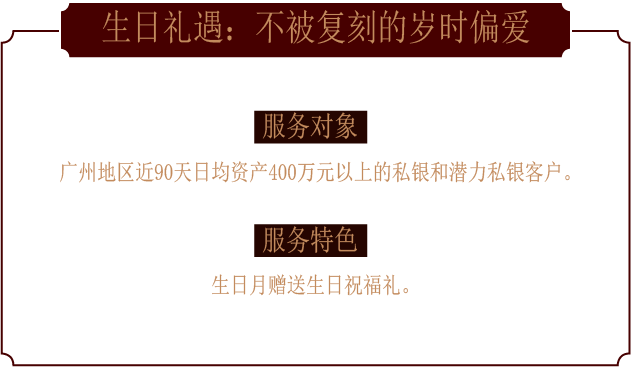 生日礼遇：不被复刻的岁时偏爱
服务对象
广州地区近90天日均资产400万元以上的私银和潜力私银客户。
服务特色
生日月赠送生日祝福礼。